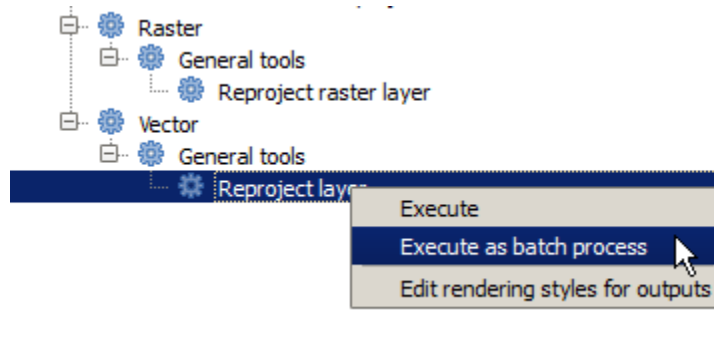 Raster
General tools
Reproject raster layer
Vector
General tools
Reproject layer
Execute
Execute as batch process
Edit rendering styles for outputs